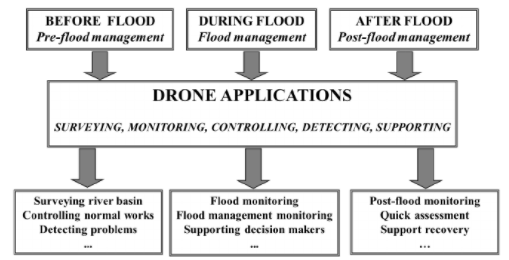 BEFORE FLOOD
Pre-flood management
DURING FLOOD
Flood management
AFTER FLOOD
Post-flood management
DRONE APPLICATIONS
SURVEYING, MONITORING, CONTROLLING, DETECTING, SUPPORTING
Surveying river basin
Controlling normal works
Detecting problems
...
Flood monitoring
Flood management monitoring
Supporting decision makers
...
Post-flood monitoring
Quick assessment
Support recovery
...